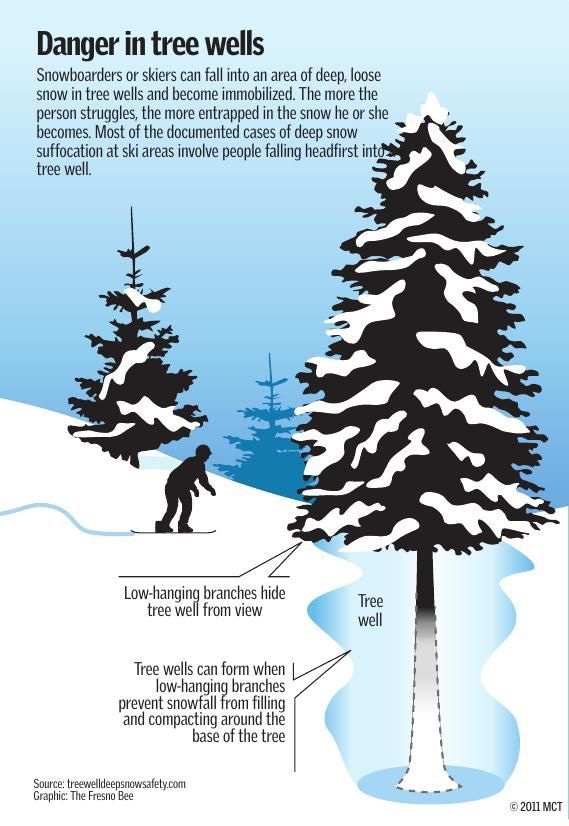 Danger in tree wells
Snowboarders or skiers can fall into an area of deep, loose
snow in tree wells and become immobilized. The more the
person struggles, the more entrapped in the snow he or she
becomes. Most of the documented cases of deep snow
suffocation at ski areas involve people falling headfirst into
tree well.
Low-hanging branches hide
tree well from view
Tree
well
Tree wells can form when
low-hanging branches
prevent snowfall from filling
and compacting around the
base of the tree
Source: treewelldeepsnowsafety.com
Graphic: The Fresno Bee
© 2011 MCT